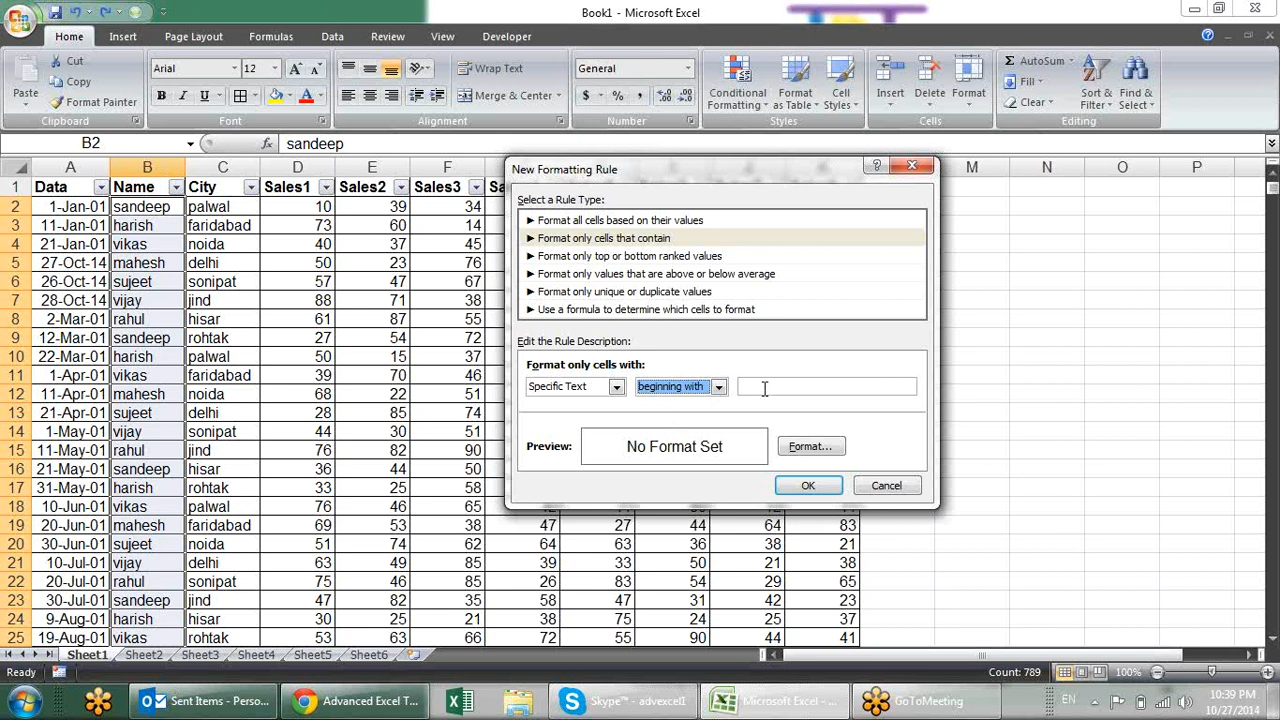 Book1 - Microsoft Excel
Home Insert Page Layout Formulas Data Review View Developer
Paste Cut Copy Format Painter Clipboard
Arial 12 Font
Wrap Text Merge & Center Alignment
General Number
Conditional Formatting Format as Table Cell Styles Styles
Insert Delete Format Cells
AutoSum Fill Clear Sort & Filter Find & Select Editing
B2 fx sandeep
A B C D E F M N O P
1 Data Name City Sales1 Sales2 Sales3
2 1-Jan-01 sandeep palwal 10 39 34
3 11-Jan-01 harish faridabad 73 60 14
4 21-Jan-01 vikas noida 40 37 45
5 27-Oct-14 mahesh delhi 50 23 76
6 26-Oct-14 sujeet sonipat 57 47 67
7 28-Oct-14 vijay jind 88 71 38
8 2-Mar-01 rahul hisar 61 87 55
9 12-Mar-01 sandeep rohtak 27 54 72
10 22-Mar-01 harish palwal 50 15 37
11 1-Apr-01 vikas faridabad 39 70 46
12 11-Apr-01 mahesh noida 68 22 51
13 21-Apr-01 sujeet delhi 28 85 74
14 1-May-01 vijay sonipat 44 30 51
15 11-May-01 rahul jind 76 82 90
16 21-May-01 sandeep hisar 36 44 50
17 31-May-01 harish rohtak 33 25 58
18 10-Jun-01 vikas palwal 76 46 65
19 20-Jun-01 mahesh faridabad 69 53 38 47 27 44 64 83
20 30-Jun-01 sujeet noida 51 74 62 64 63 36 38 21
21 10-Jul-01 vijay delhi 63 49 85 39 33 50 21 38
22 20-Jul-01 rahul sonipat 75 46 85 26 83 54 29 65
23 30-Jul-01 sandeep jind 47 82 35 58 47 31 42 23
24 9-Aug-01 harish hisar 30 25 21 38 75 24 25 37
25 19-Aug-01 vikas rohtak 53 63 66 72 55 90 44 41
New Formatting Rule
Select a Rule Type:
► Format all cells based on their values
► Format only cells that contain
► Format only top or bottom ranked values
► Format only values that are above or below average
► Format only unique or duplicate values
► Use a formula to determine which cells to format
Edit the Rule Description:
Format only cells with:
Specific Text beginning with
Preview: No Format Set Format...
OK Cancel
Sheet1 Sheet2 Sheet3 Sheet4 Sheet5 Sheet6
Ready Count: 789 100%
Sent Items - Perso... Advanced Excel T... Skype™ - advexcel1 Microsoft Excel - ... GoToMeeting EN 10:39 PM
10/27/2014